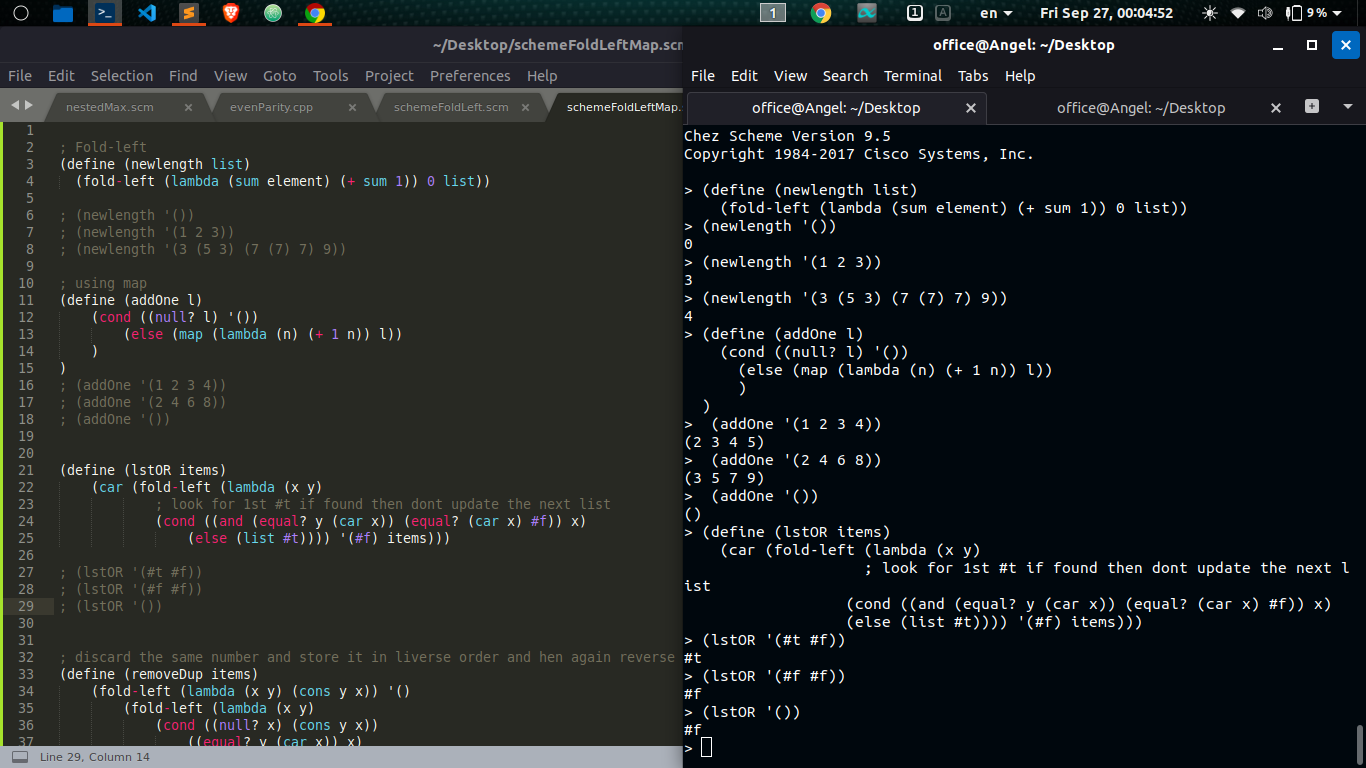 1
en
Fri Sep 27, 00:04:52
9 %
~/Desktop/schemeFoldLeftMap.scm
File Edit Selection Find View Goto Tools Project Preferences Help
nestedMax.scm × evenParity.cpp × schemeFoldLeft.scm × schemeFoldLeftMap.
1
2 ; Fold-left
3 (define (newlength list)
4   (fold-left (lambda (sum element) (+ sum 1)) 0 list))
5
6 ; (newlength '())
7 ; (newlength '(1 2 3))
8 ; (newlength '(3 (5 3) (7 (7) 7) 9))
9
10 ; using map
11 (define (addOne l)
12     (cond ((null? l) '())
13         (else (map (lambda (n) (+ 1 n)) l))
14     )
15 )
16 ; (addOne '(1 2 3 4))
17 ; (addOne '(2 4 6 8))
18 ; (addOne '())
19
20
21 (define (lstOR items)
22     (car (fold-left (lambda (x y)
23             ; look for 1st #t if found then dont update the next list
24             (cond ((and (equal? y (car x)) (equal? (car x) #f)) x)
25                 (else (list #t)))) '(#f) items)))
26
27 ; (lstOR '(#t #f))
28 ; (lstOR '(#f #f))
29 ; (lstOR '())
30
31
32 ; discard the same number and store it in liverse order and hen again reverse
33 (define (removeDup items)
34     (fold-left (lambda (x y) (cons y x)) '()
35         (fold-left (lambda (x y)
36             (cond ((null? x) (cons y x))
37                 ((equal? y (car x)) x)
Line 29, Column 14
office@Angel: ~/Desktop
File Edit View Search Terminal Tabs Help
office@Angel: ~/Desktop × office@Angel: ~/Desktop ×
Chez Scheme Version 9.5
Copyright 1984-2017 Cisco Systems, Inc.

> (define (newlength list)
    (fold-left (lambda (sum element) (+ sum 1)) 0 list))
> (newlength '())
0
> (newlength '(1 2 3))
3
> (newlength '(3 (5 3) (7 (7) 7) 9))
4
> (define (addOne l)
    (cond ((null? l) '())
      (else (map (lambda (n) (+ 1 n)) l))
      )
  )
>  (addOne '(1 2 3 4))
(2 3 4 5)
>  (addOne '(2 4 6 8))
(3 5 7 9)
>  (addOne '())
()
> (define (lstOR items)
    (car (fold-left (lambda (x y)
                    ; look for 1st #t if found then dont update the next l
ist
                  (cond ((and (equal? y (car x)) (equal? (car x) #f)) x)
                  (else (list #t)))) '(#f) items)))
> (lstOR '(#t #f))
#t
> (lstOR '(#f #f))
#f
> (lstOR '())
#f
>